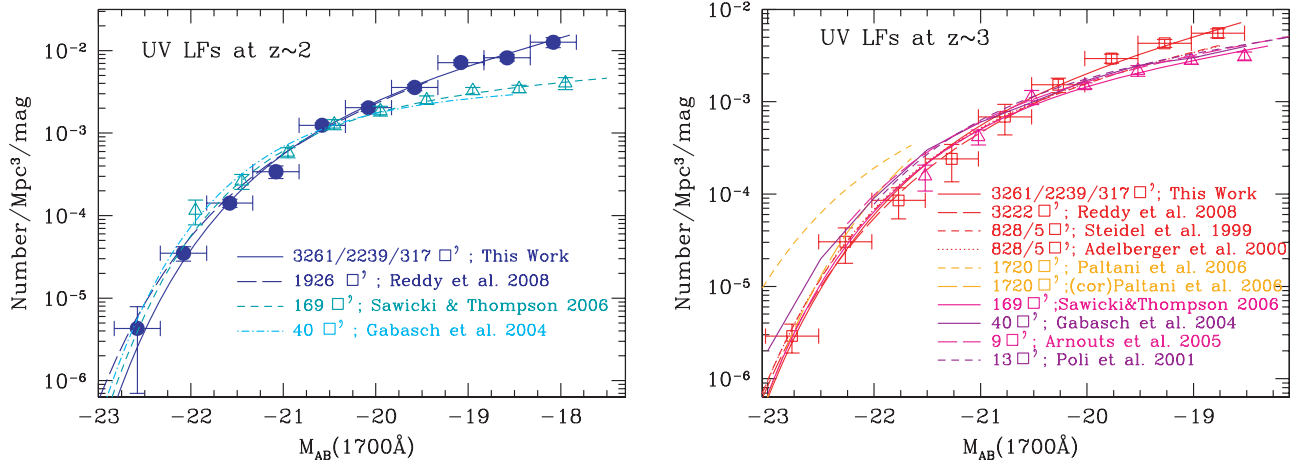 UV LFs at z~2
10⁻²
10⁻³
10⁻⁴
10⁻⁵
10⁻⁶
Number/Mpc³/mag
3261/2239/317 □' ; This Work
1926 □' ; Reddy et al. 2008
169 □' ; Sawicki & Thompson 2006
40 □' ; Gabasch et al. 2004
−23 −22 −21 −20 −19 −18
M_AB(1700Å)
UV LFs at z~3
10⁻²
10⁻³
10⁻⁴
10⁻⁵
10⁻⁶
Number/Mpc³/mag
3261/2239/317 □' ; This Work
3222 □' ; Reddy et al. 2008
828/5 □' ; Steidel et al. 1999
828/5 □' ; Adelberger et al. 2000
1720 □' ; Paltani et al. 2006
1720 □' ;(cor)Paltani et al. 2006
169 □' ;Sawicki&Thompson 2006
40 □' ; Gabasch et al. 2004
9 □' ; Arnouts et al. 2005
13 □' ; Poli et al. 2001
−23 −22 −21 −20 −19
M_AB(1700Å)